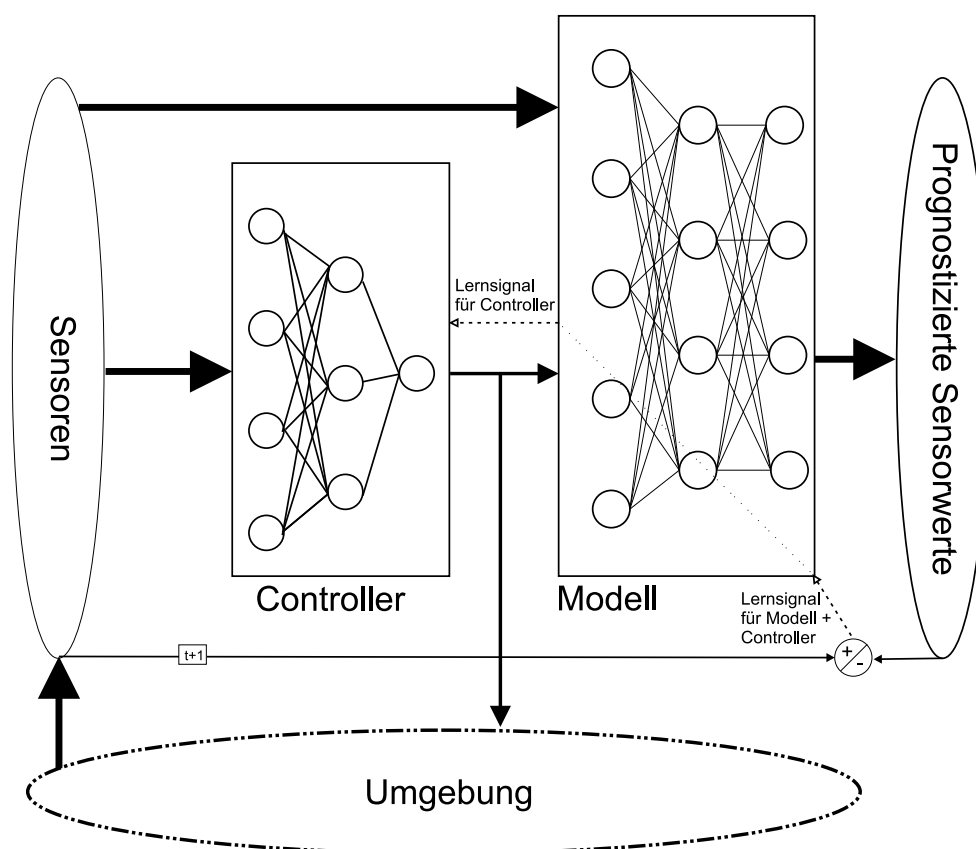 Sensoren
Lernsignal
für Controller
Controller
Modell
Prognostizierte Sensorwerte
Lernsignal
für Modell +
Controller
t+1
+
-
Umgebung